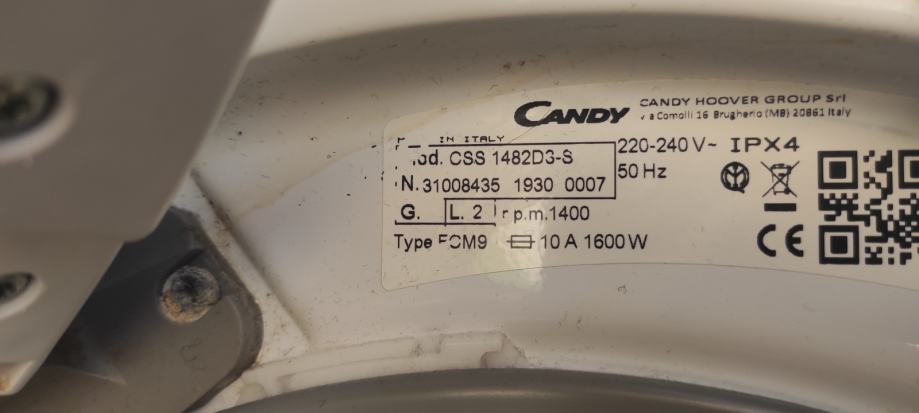 CANDY
CANDY HOOVER GROUP Srl
a Comolli 16 Brugherio (MB) 20861 Italy
IN ITALY
od. CSS 1482D3-S
220-240 V~ IPX4
50 Hz
N. 31008435 1930 0007
G. L. 2 r.p.m.1400
Type FCM9 10 A 1600 W
CE